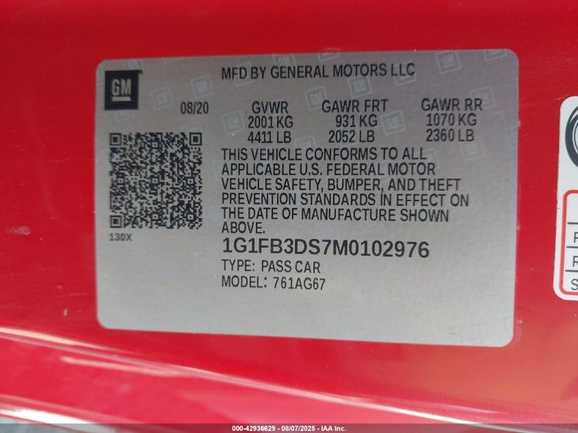 MFD BY GENERAL MOTORS LLC
GM
08/20 GVWR GAWR FRT GAWR RR
2001 KG 931 KG 1070 KG
4411 LB 2052 LB 2360 LB
THIS VEHICLE CONFORMS TO ALL
APPLICABLE U.S. FEDERAL MOTOR
VEHICLE SAFETY, BUMPER, AND THEFT
PREVENTION STANDARDS IN EFFECT ON
THE DATE OF MANUFACTURE SHOWN
ABOVE.
130X
1G1FB3DS7M0102976
TYPE: PASS CAR
MODEL: 761AG67
F
R
S
000-42936629 - 08/07/2025 - IAA Inc.